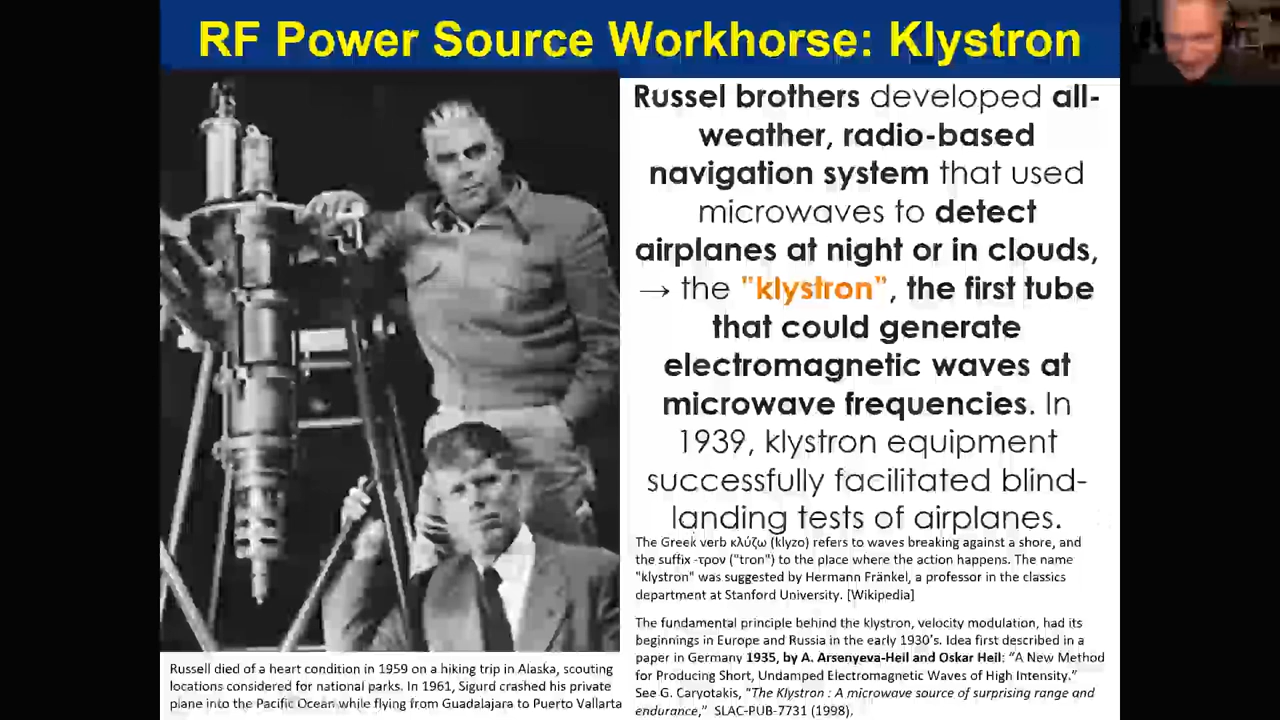 RF Power Source Workhorse: Klystron
Russel brothers developed all-
weather, radio-based
navigation system that used
microwaves to detect
airplanes at night or in clouds,
→ the "klystron", the first tube
that could generate
electromagnetic waves at
microwave frequencies. In
1939, klystron equipment
successfully facilitated blind-
landing tests of airplanes.
The Greek verb κλύζω (klyzo) refers to waves breaking against a shore, and
the suffix -τρον ("tron") to the place where the action happens. The name
"klystron" was suggested by Hermann Fränkel, a professor in the classics
department at Stanford University. [Wikipedia]
The fundamental principle behind the klystron, velocity modulation, had its
beginnings in Europe and Russia in the early 1930's. Idea first described in a
paper in Germany 1935, by A. Arsenyeva-Heil and Oskar Heil: "A New Method
for Producing Short, Undamped Electromagnetic Waves of High Intensity."
See G. Caryotakis, "The Klystron : A microwave source of surprising range and
endurance," SLAC-PUB-7731 (1998).
Russell died of a heart condition in 1959 on a hiking trip in Alaska, scouting
locations considered for national parks. In 1961, Sigurd crashed his private
plane into the Pacific Ocean while flying from Guadalajara to Puerto Vallarta